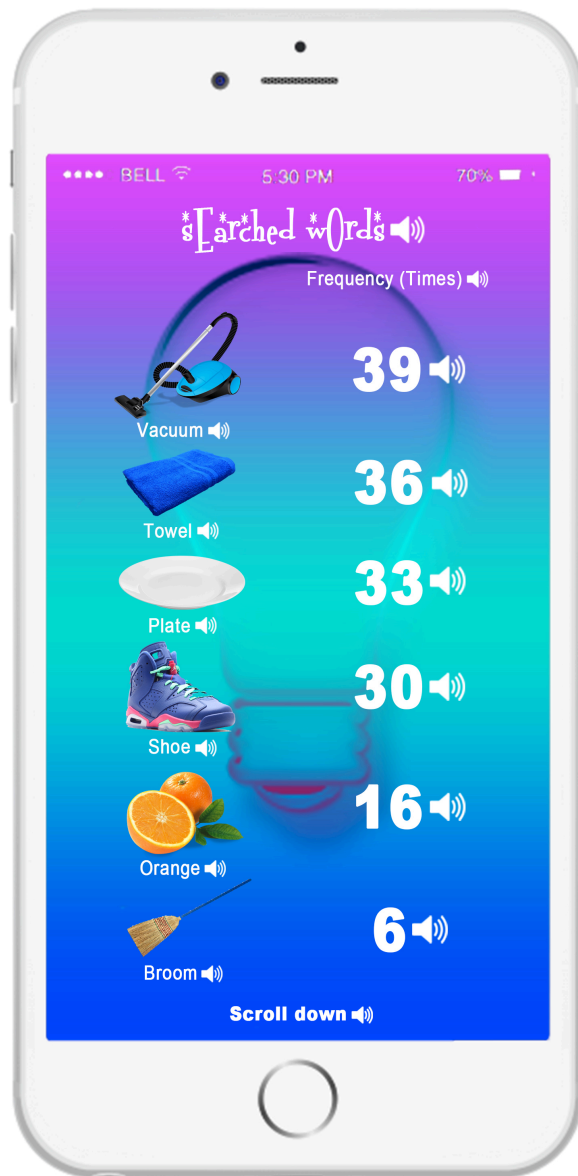 BELL 5:30 PM 70%
sEarched wOrds
Frequency (Times)
39
Vacuum
36
Towel
33
Plate
30
Shoe
16
Orange
6
Broom
Scroll down